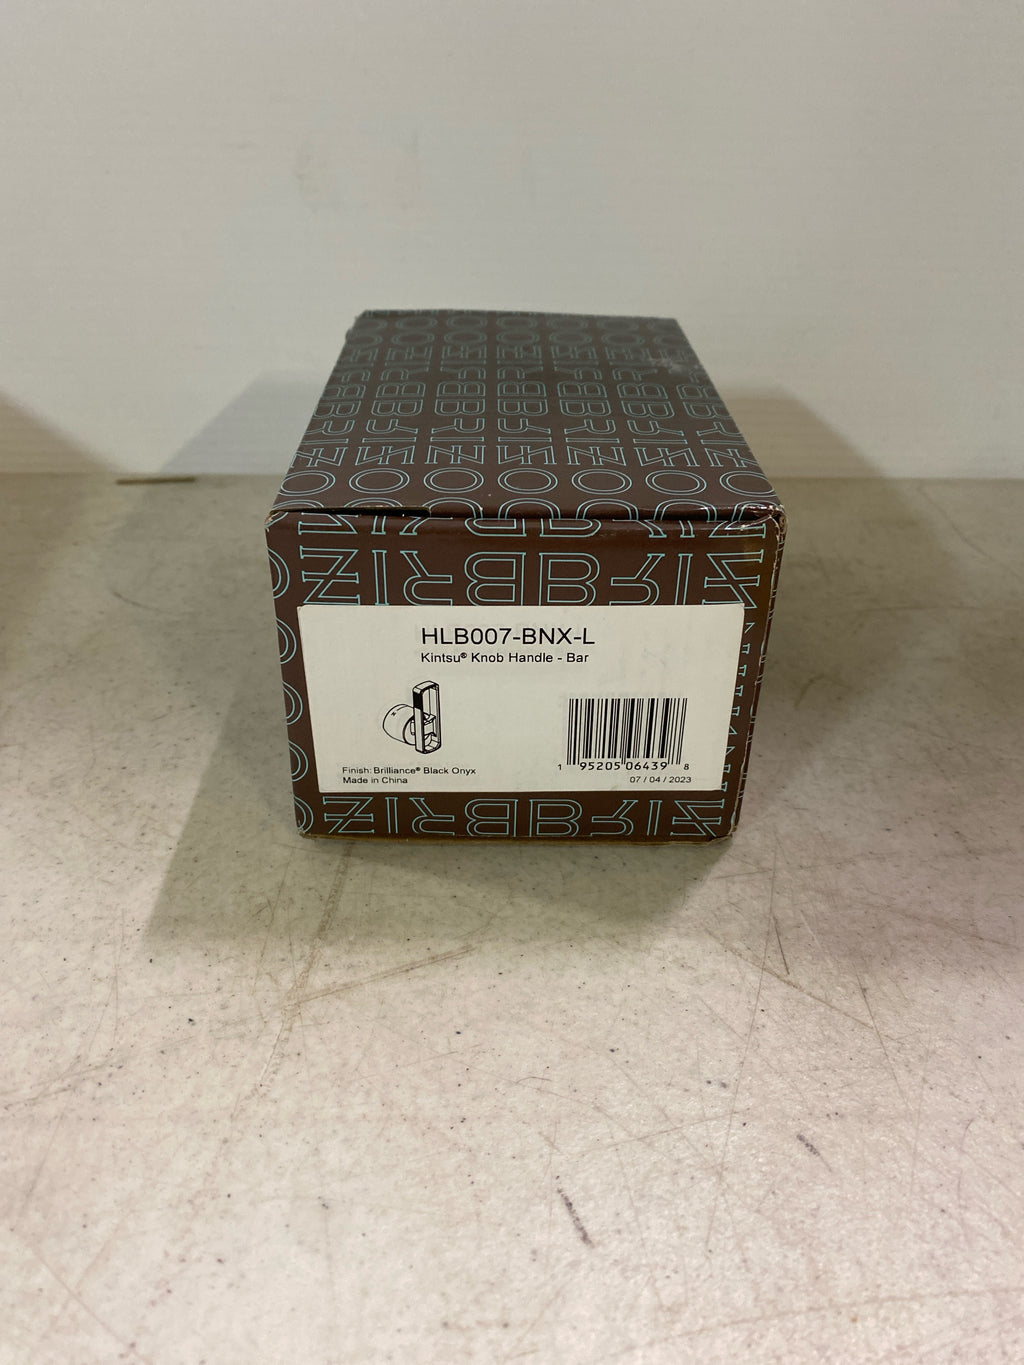 BRIZO
HLB007-BNX-L
Kintsu® Knob Handle - Bar
Finish: Brilliance® Black Onyx
Made in China
1 95205 06439 8
07 / 04 / 2023